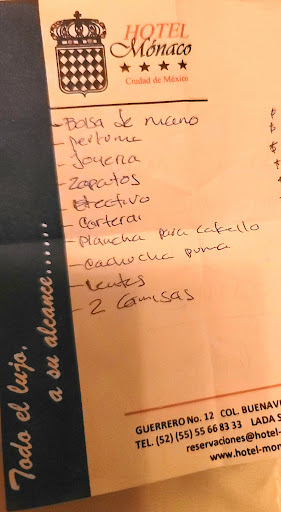 HOTEL
Mónaco
Ciudad de México
- Bolsa de mano $
- perfume $
- Joyeria $
- Zapatos
- Efectivo
- Cartera
- Plancha para cabello
- Cachucha puma
- Lentes
- 2 Camisas
Todo el lujo,
a su alcance......
GUERRERO No. 12 COL. BUENAV
TEL. (52) (55) 55 66 83 33 LADA S
reservaciones@hotel-
www.hotel-mon